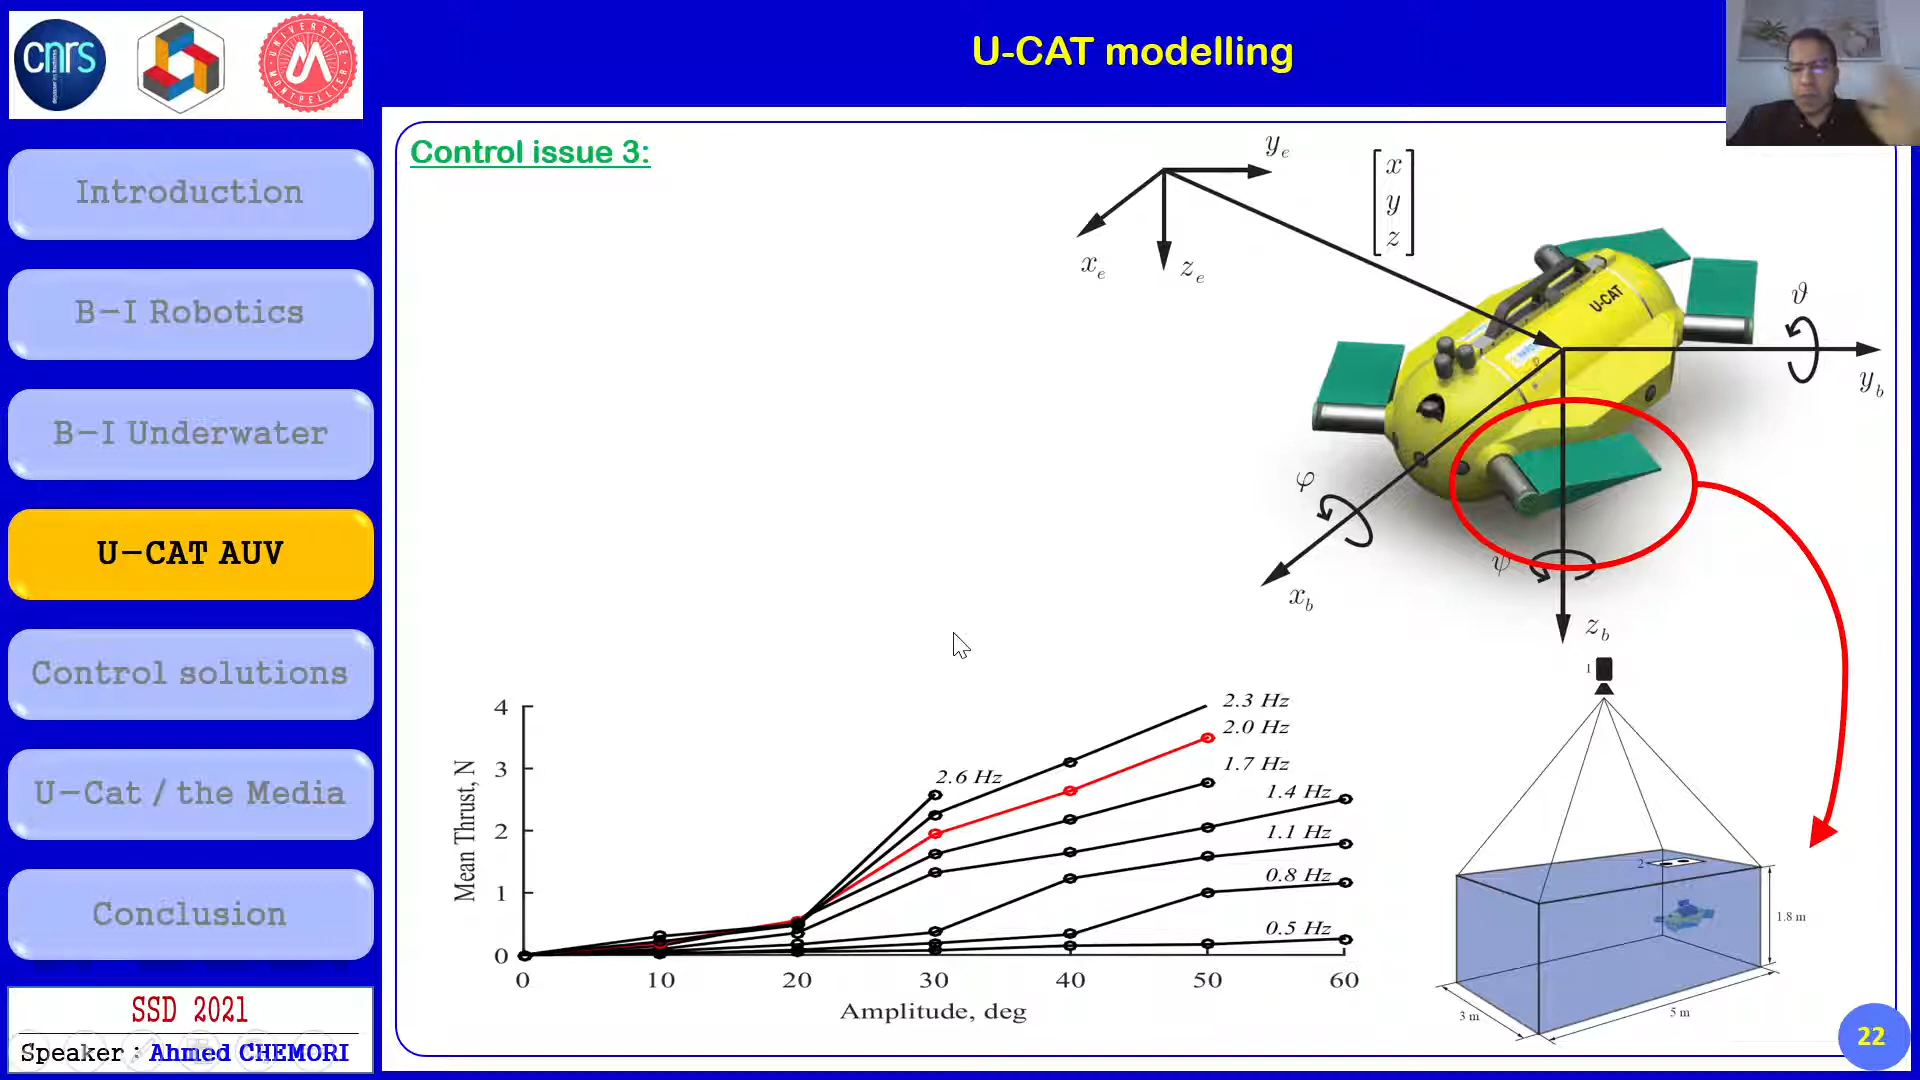 U-CAT modelling
cnrs
UNIVERSITÉ MONTPELLIER
Introduction
B-I Robotics
B-I Underwater
U-CAT AUV
Control solutions
U-Cat / the Media
Conclusion
SSD 2021
Speaker : Ahmed CHEMORI
Control issue 3:
y_e
x_e
z_e
x
y
z
U-CAT
ϑ
y_b
φ
x_b
ψ
z_b
1
2
1.8 m
3 m
5 m
Mean Thrust, N
4
3
2
1
0
0 10 20 30 40 50 60
Amplitude, deg
2.3 Hz
2.0 Hz
2.6 Hz
1.7 Hz
1.4 Hz
1.1 Hz
0.8 Hz
0.5 Hz
22